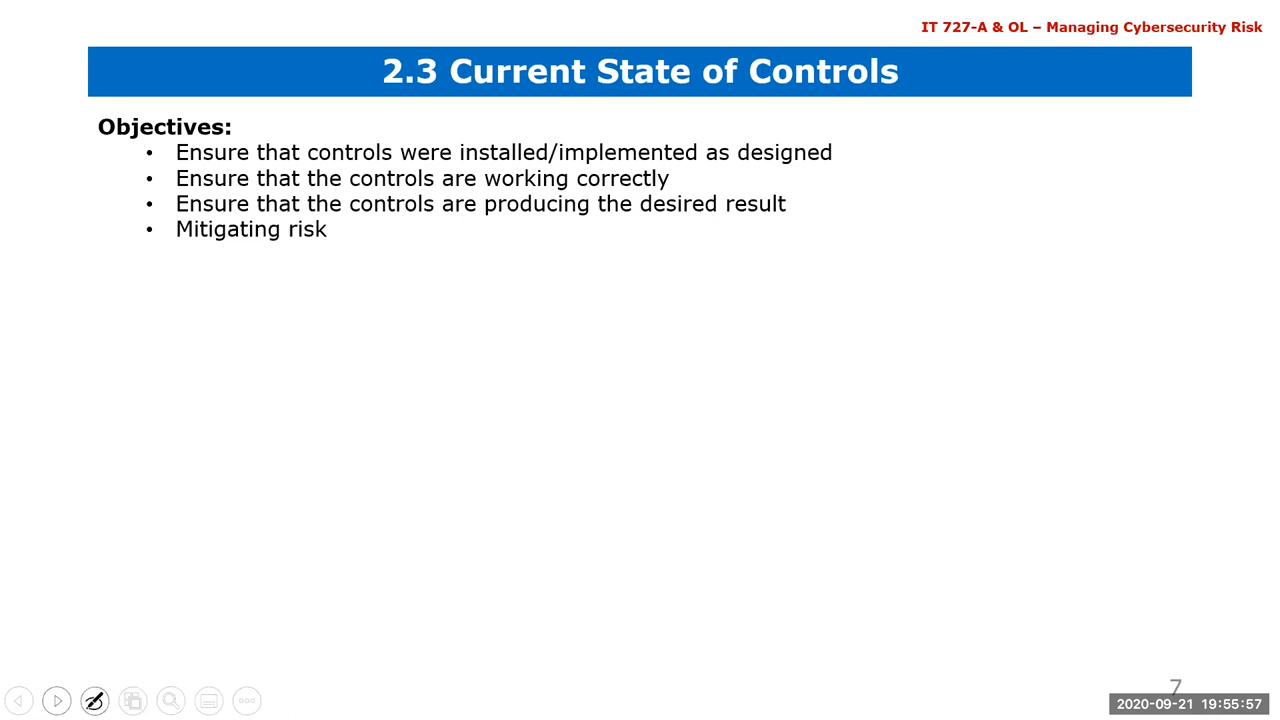 IT 727-A & OL – Managing Cybersecurity Risk
2.3 Current State of Controls
Objectives:
• Ensure that controls were installed/implemented as designed
• Ensure that the controls are working correctly
• Ensure that the controls are producing the desired result
• Mitigating risk
7
2020-09-21 19:55:57